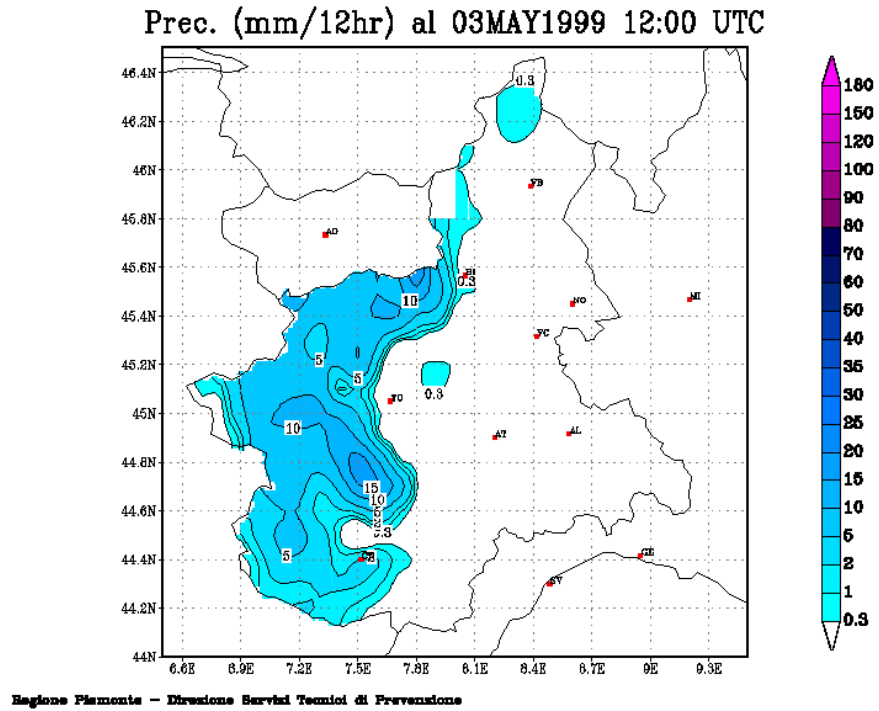 Prec. (mm/12hr) al 03MAY1999 12:00 UTC
46.4N
46.2N
46N
45.8N
45.6N
45.4N
45.2N
45N
44.8N
44.6N
44.4N
44.2N
44N
6.6E 6.9E 7.2E 7.5E 7.8E 8.1E 8.4E 8.7E 9E 9.3E
0.3
VB
AO
BI
0.3
10
NO
MI
VC
5
5
0.3
TO
10
AT
AL
15
10
5
0.3
5
GE
SV
180
150
120
100
90
80
70
60
50
40
35
30
25
20
15
10
5
2
1
0.3
Regione Piemonte – Direzione Servizi Tecnici di Prevenzione